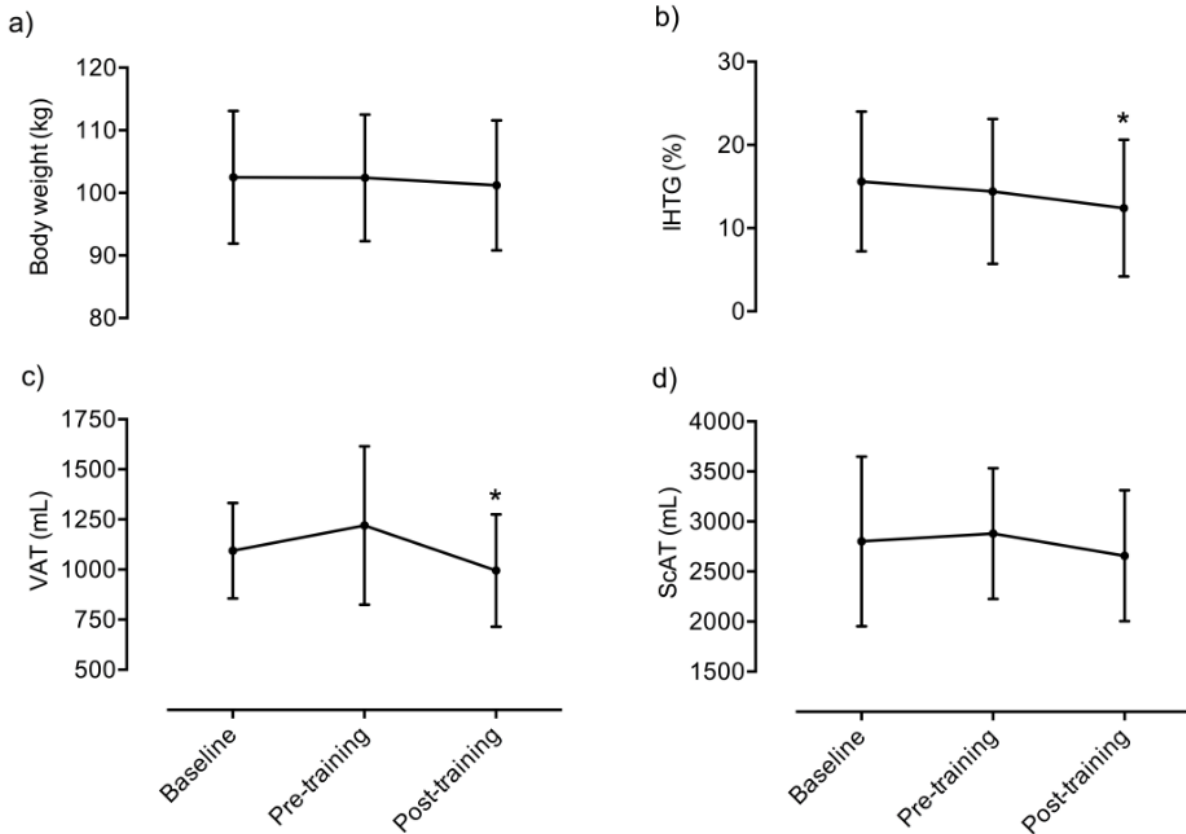 a)
Body weight (kg)
120
110
100
90
80
b)
IHTG (%)
30
20
10
0
*
c)
VAT (mL)
1750
1500
1250
1000
750
500
*
d)
ScAT (mL)
4000
3500
3000
2500
2000
1500
Baseline
Pre-training
Post-training
Baseline
Pre-training
Post-training